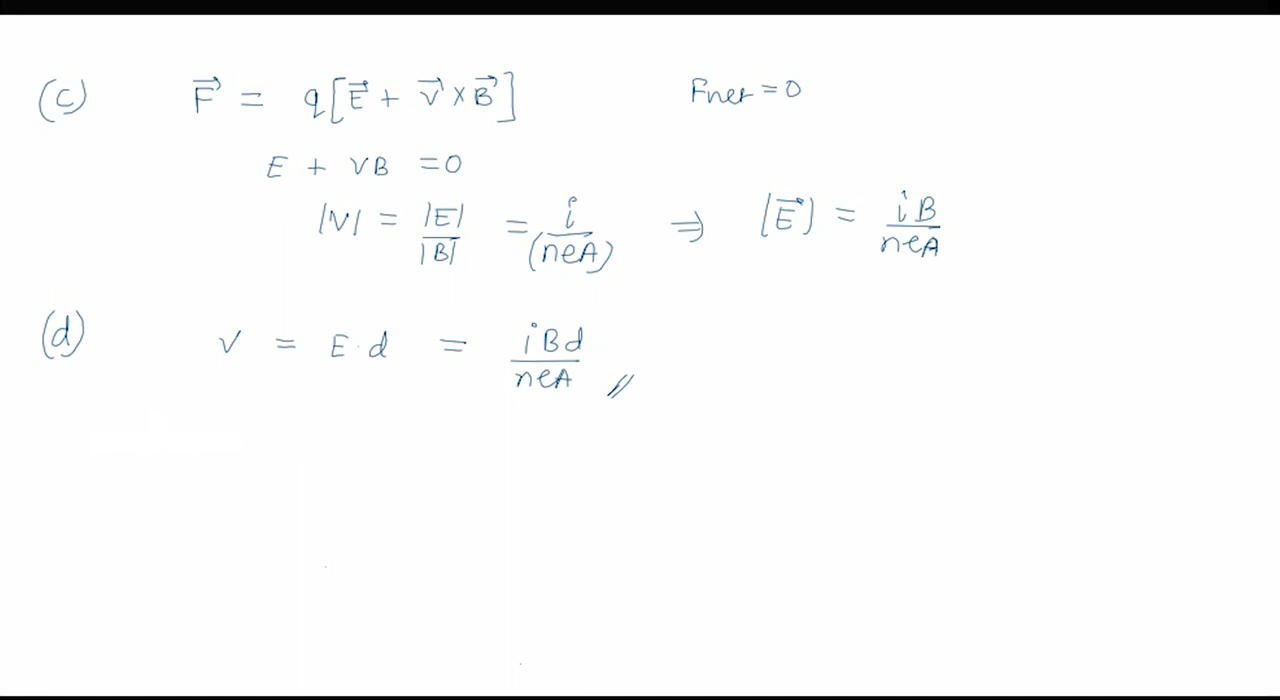 (c) F⃗ = q[E⃗ + V⃗ × B⃗] Fnet = 0
E + VB = 0
|V| = |E|/|B| = i/(neA) ⇒ |E⃗| = iB/neA
(d) V = E·d = iBd/neA //